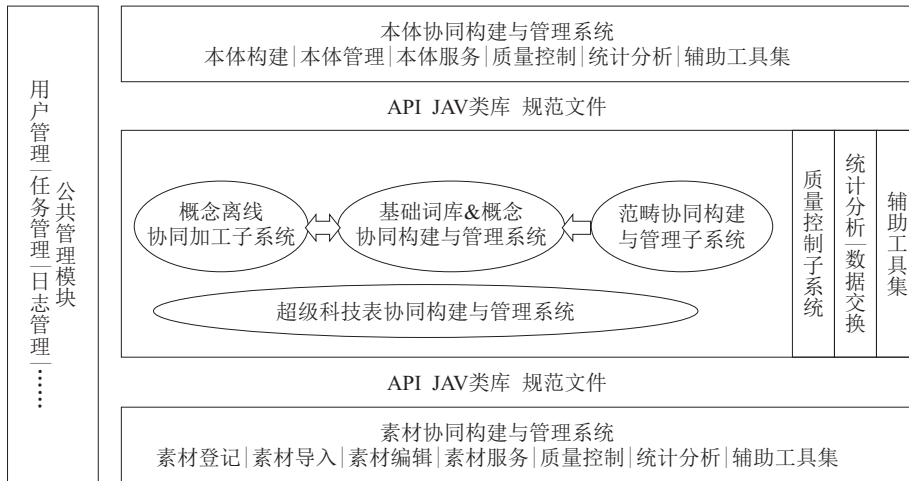 本体协同构建与管理系统
本体构建|本体管理|本体服务|质量控制|统计分析|辅助工具集
API JAV类库 规范文件
用户管理|任务管理|日志管理|……
公共管理模块
概念离线
协同加工子系统
基础词库&概念
协同构建与管理系统
范畴协同构建
与管理子系统
超级科技表协同构建与管理系统
质量控制子系统
统计分析|数据交换
辅助工具集
API JAV类库 规范文件
素材协同构建与管理系统
素材登记|素材导入|素材编辑|素材服务|质量控制|统计分析|辅助工具集